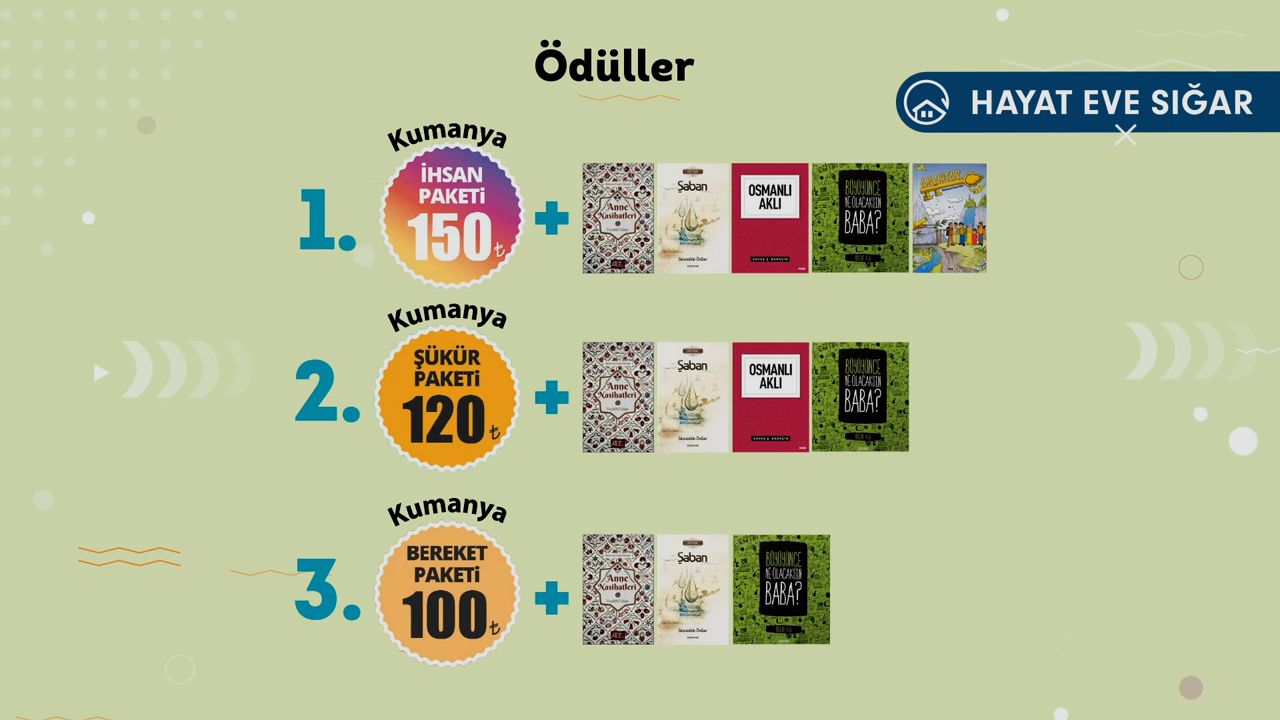 Ödüller
HAYAT EVE SIĞAR
1.
Kumanya
İHSAN
PAKETİ
150₺
+
Anne
Nasihatleri
Şaban
OSMANLI
AKLI
BÜYÜYÜNCE
NE OLACAKSIN
BABA?
2.
Kumanya
ŞÜKÜR
PAKETİ
120₺
+
Anne
Nasihatleri
Şaban
OSMANLI
AKLI
BÜYÜYÜNCE
NE OLACAKSIN
BABA?
3.
Kumanya
BEREKET
PAKETİ
100₺
+
Anne
Nasihatleri
Şaban
BÜYÜYÜNCE
NE OLACAKSIN
BABA?